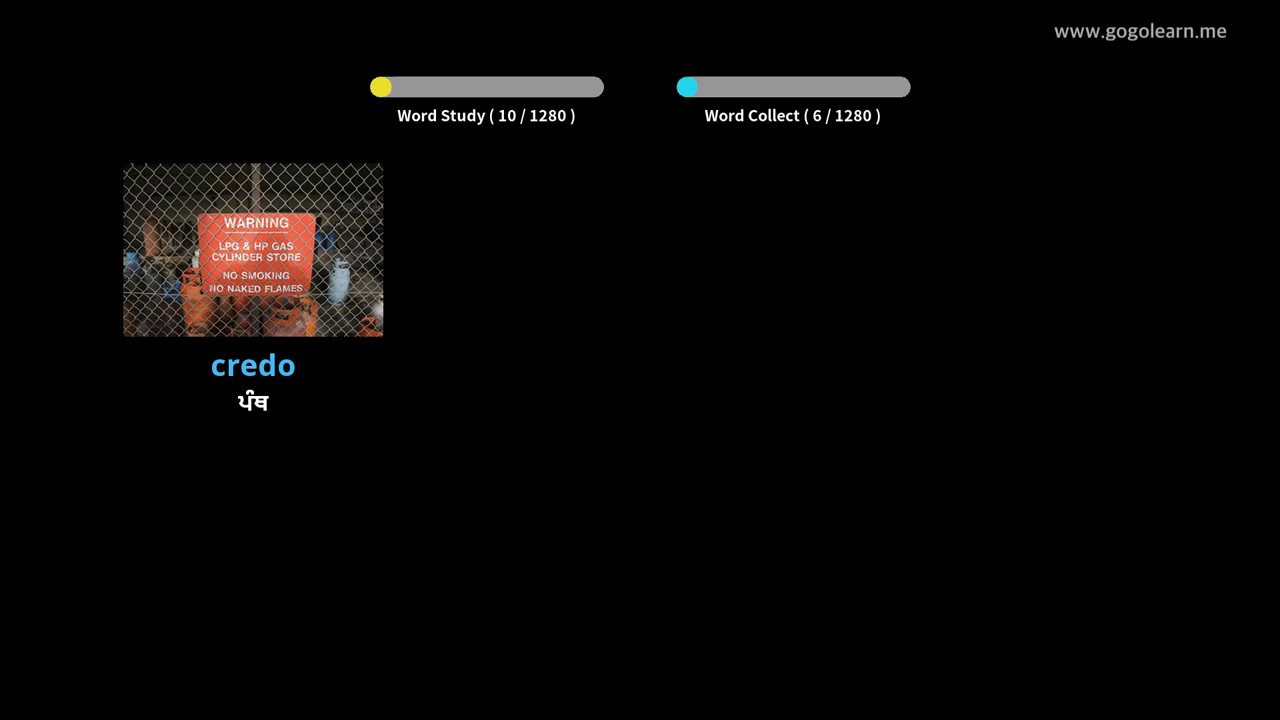 www.gogolearn.me
Word Study ( 10 / 1280 )
Word Collect ( 6 / 1280 )
WARNING
LPG & HP GAS
CYLINDER STORE
NO SMOKING
NO NAKED FLAMES
credo
ਪੰਥ